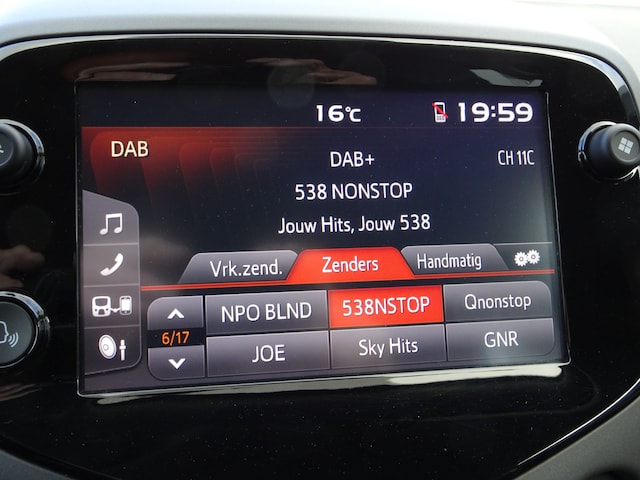 16°C 19:59
DAB
DAB+ CH 11C
538 NONSTOP
Jouw Hits, Jouw 538
Vrk.zend. Zenders Handmatig
NPO BLND 538NSTOP Qnonstop
6/17
JOE Sky Hits GNR